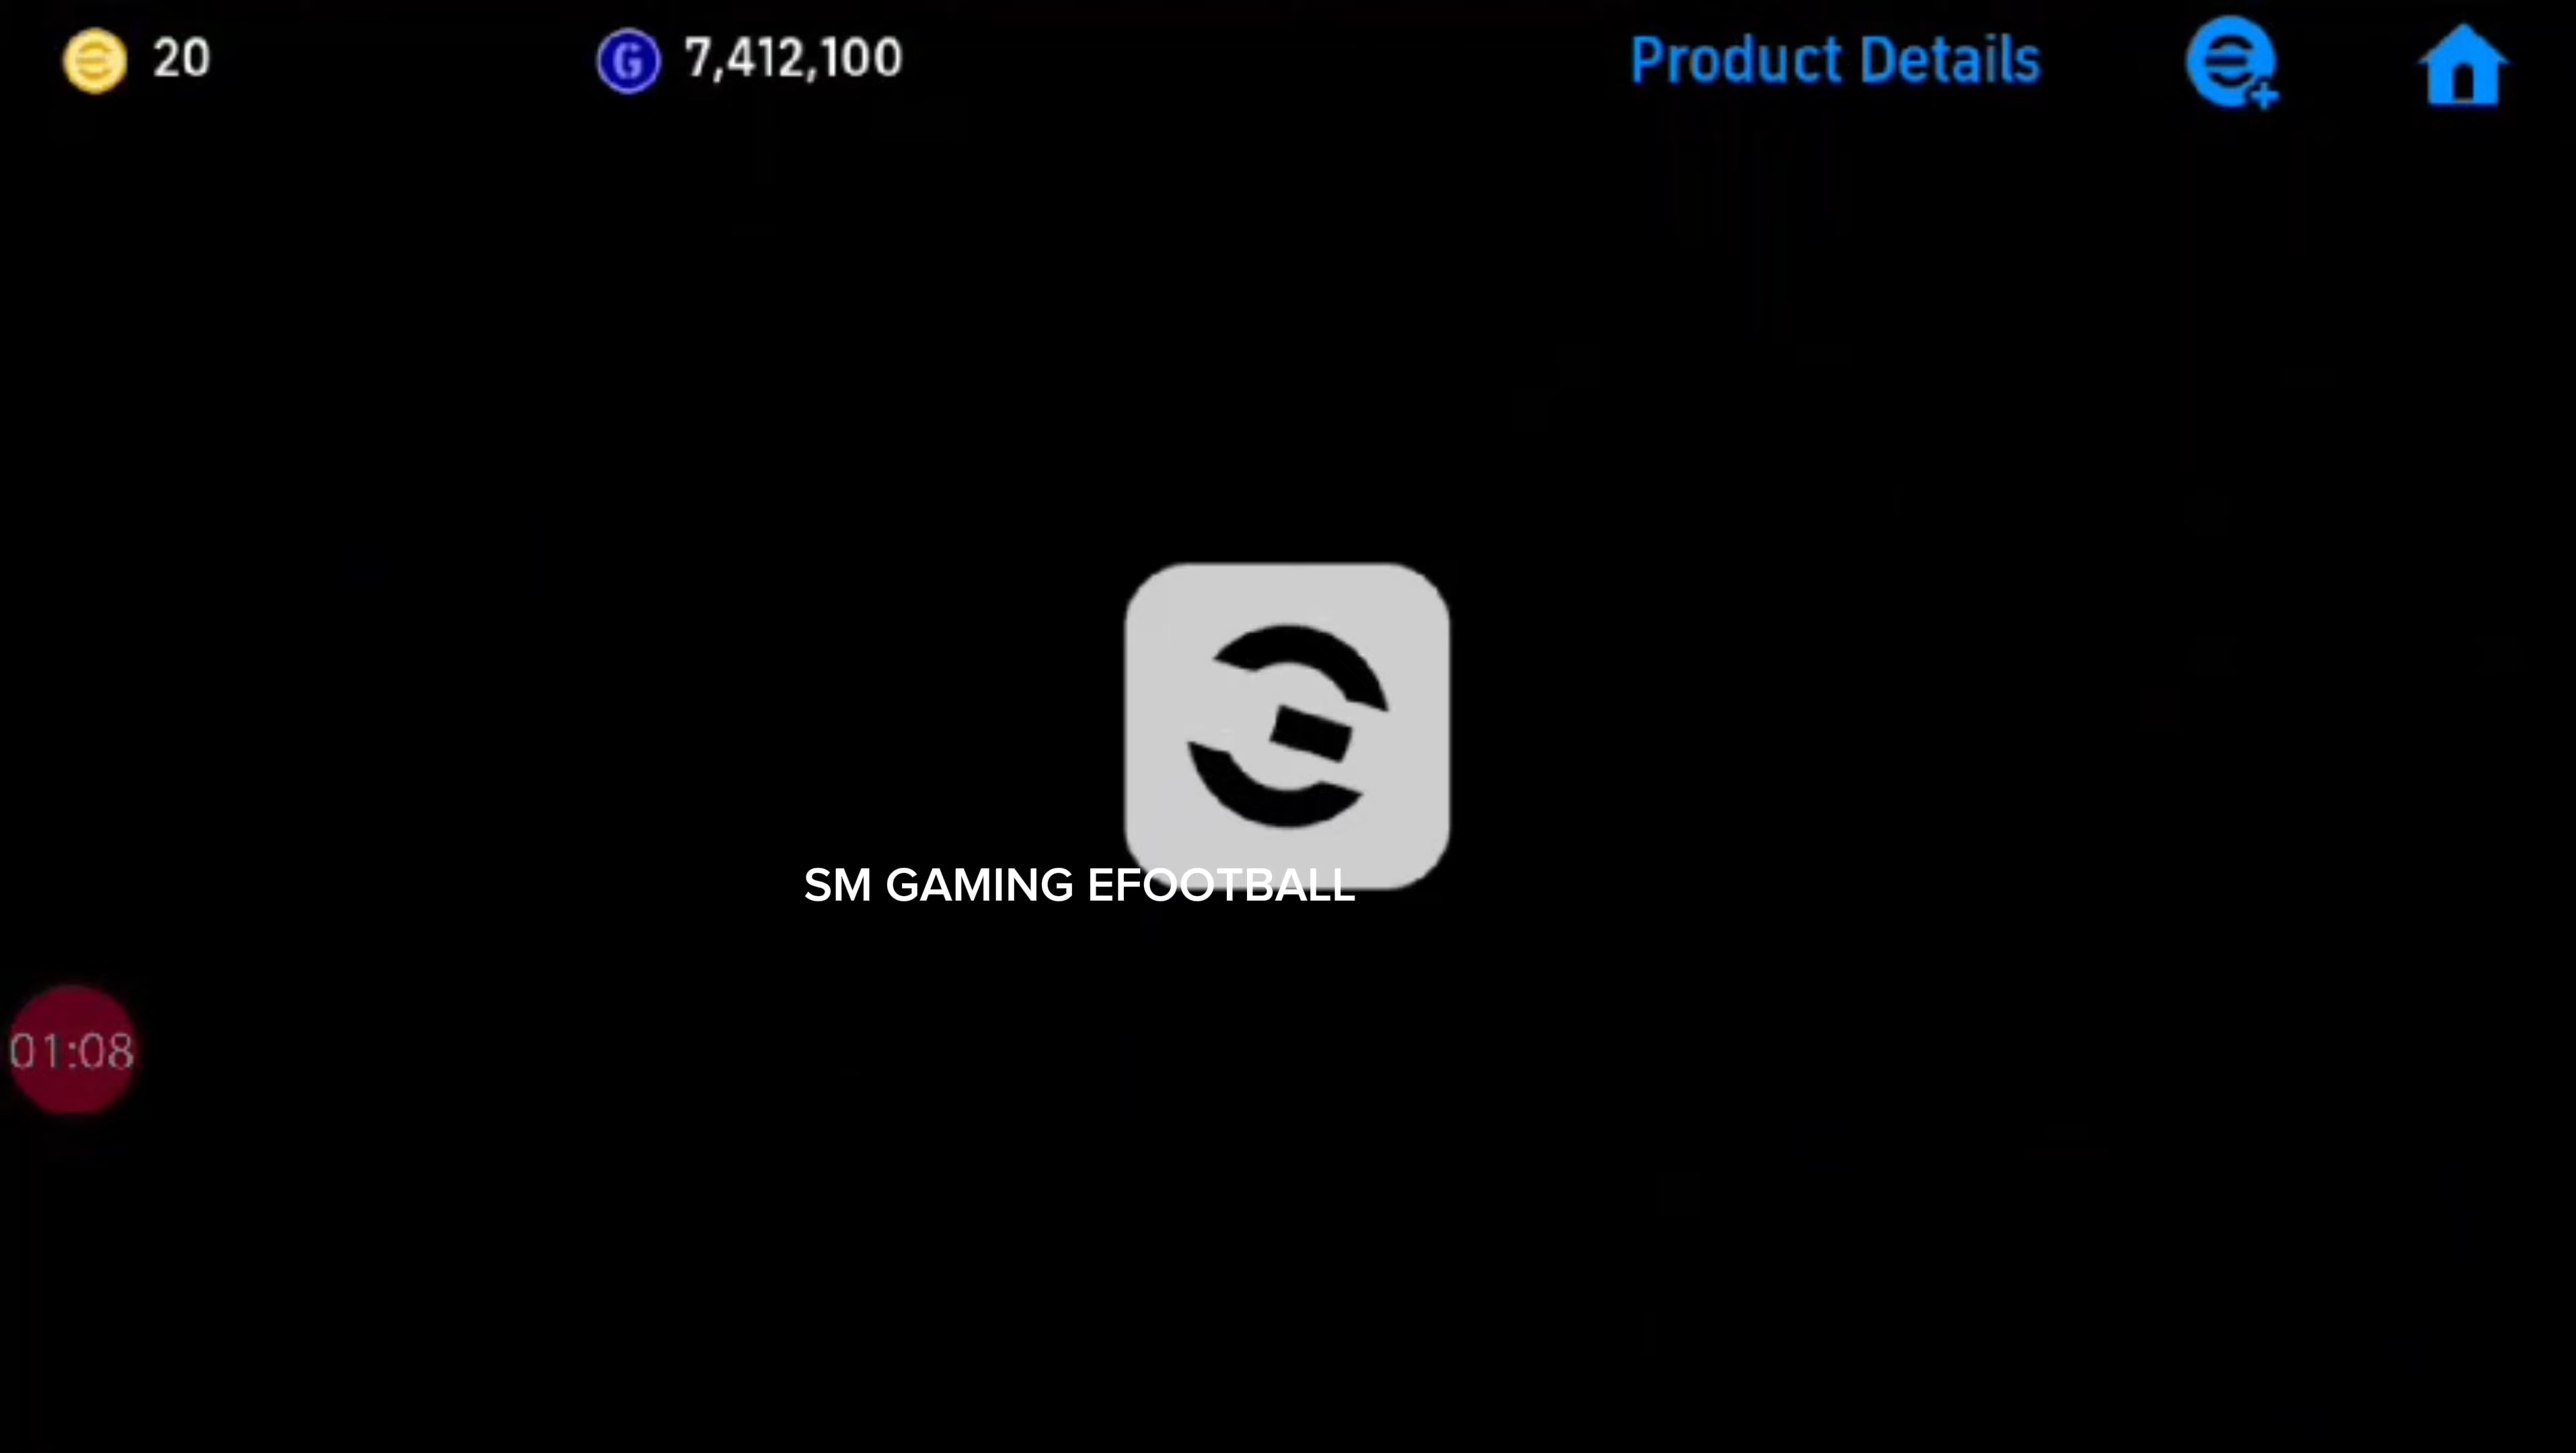 20
7,412,100
Product Details
SM GAMING EFOOTBALL
01:08